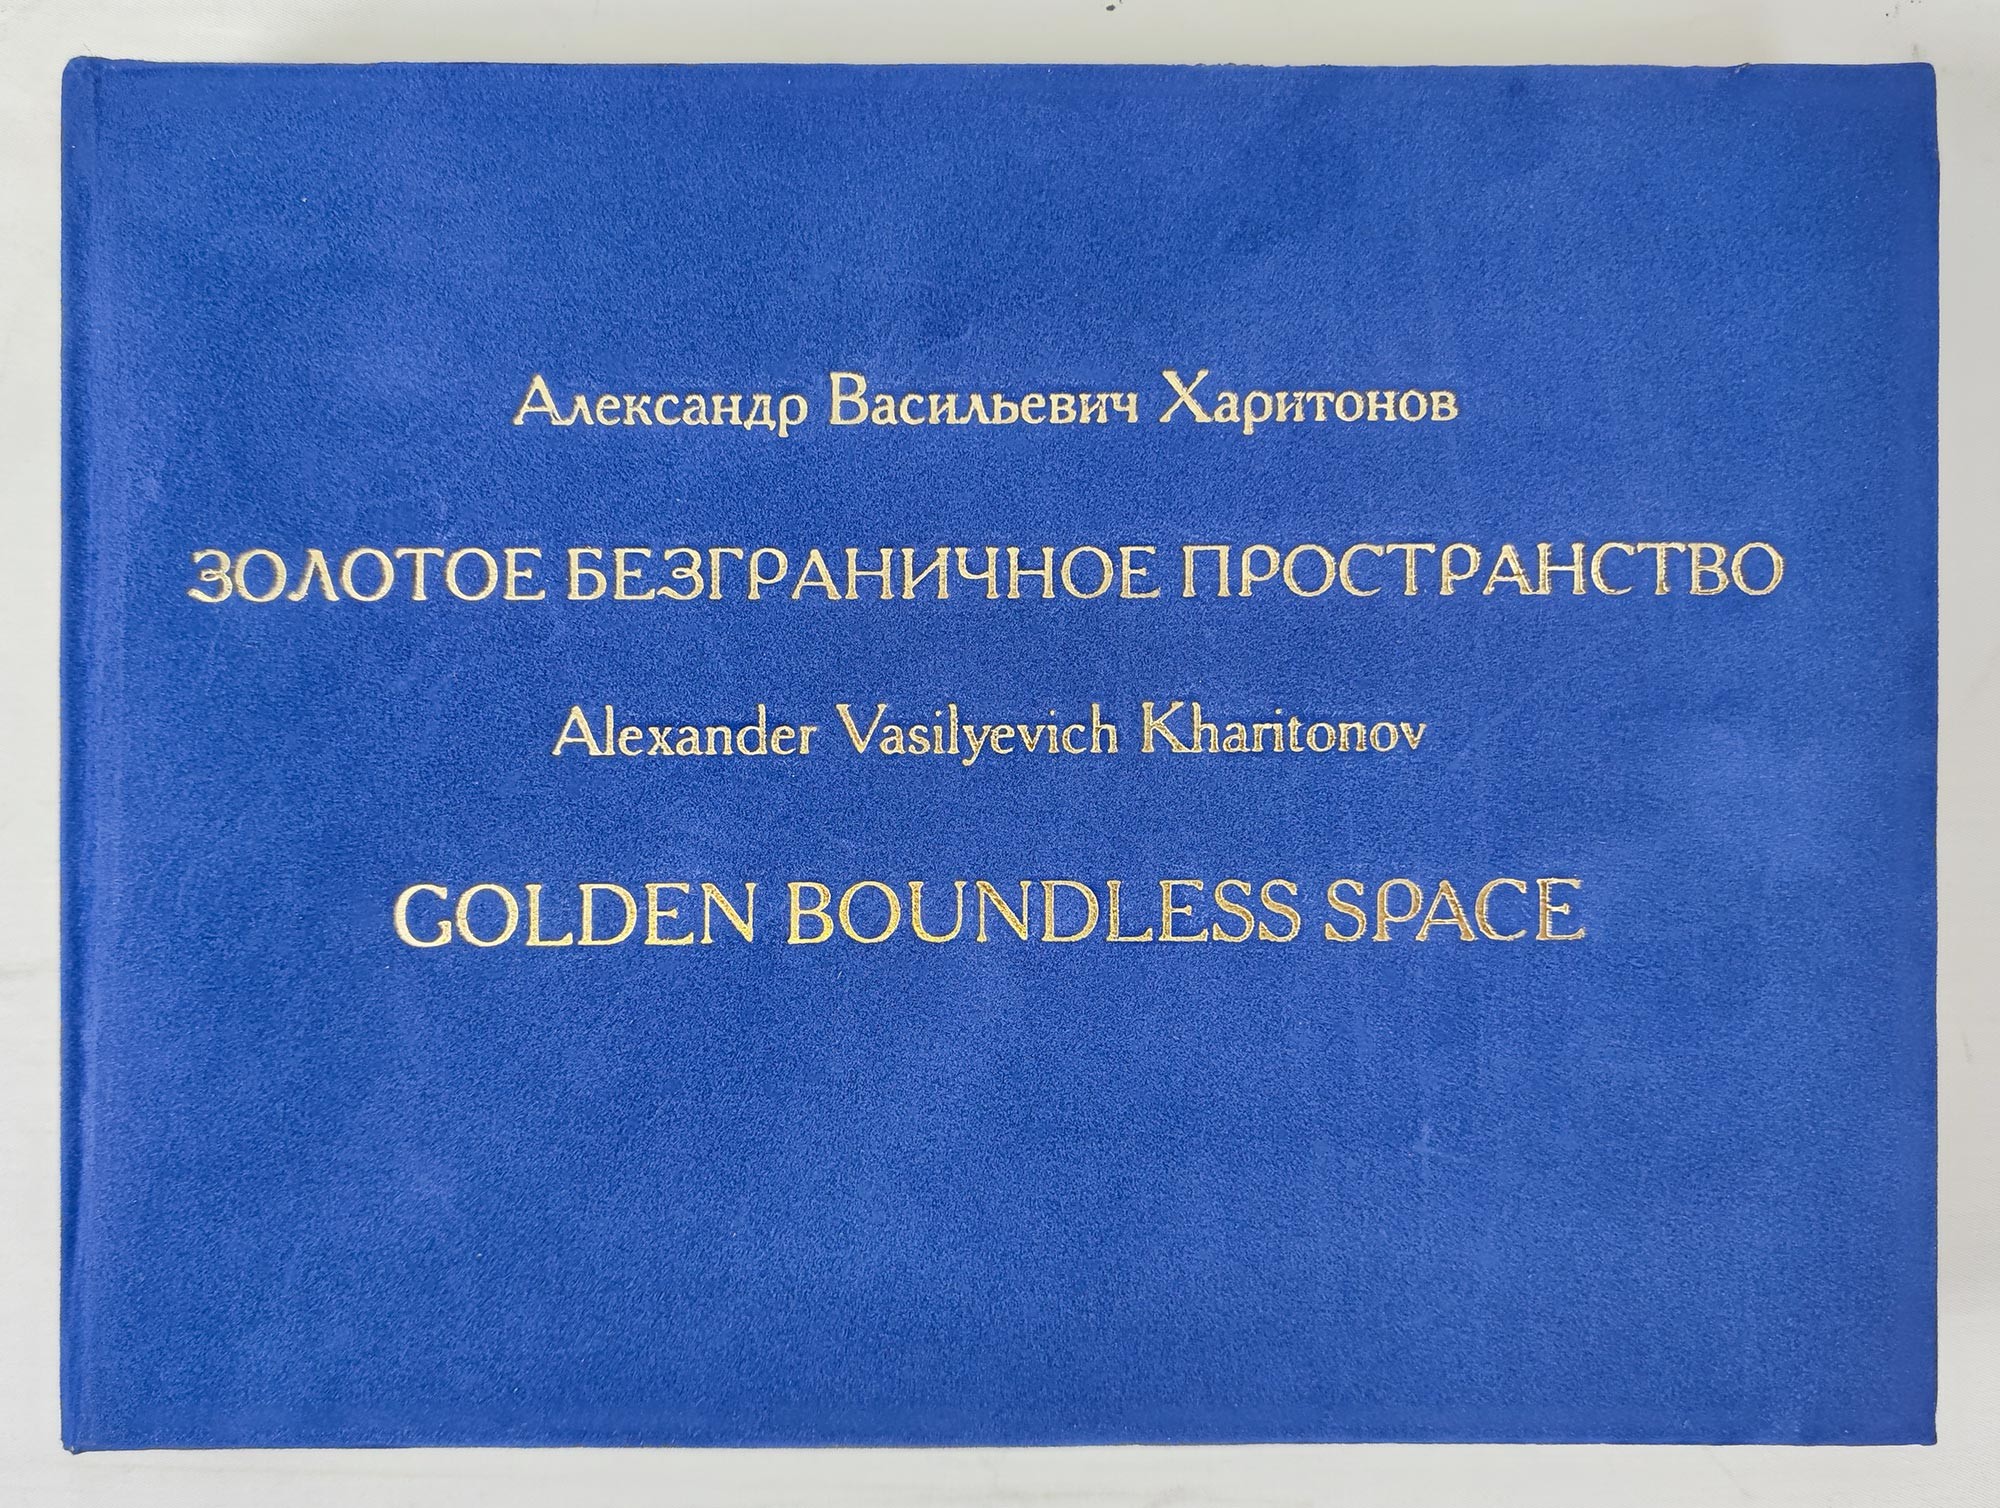 Александр Васильевич Харитонов
ЗОЛОТОЕ БЕЗГРАНИЧНОЕ ПРОСТРАНСТВО
Alexander Vasilyevich Kharitonov
GOLDEN BOUNDLESS SPACE